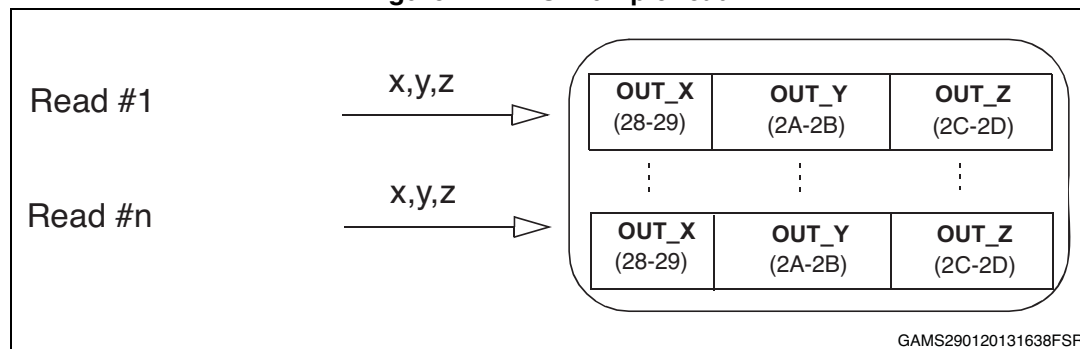 Read #1
x,y,z
OUT_X OUT_Y OUT_Z
(28-29) (2A-2B) (2C-2D)
Read #n
x,y,z
OUT_X OUT_Y OUT_Z
(28-29) (2A-2B) (2C-2D)
GAMS290120131638FSF